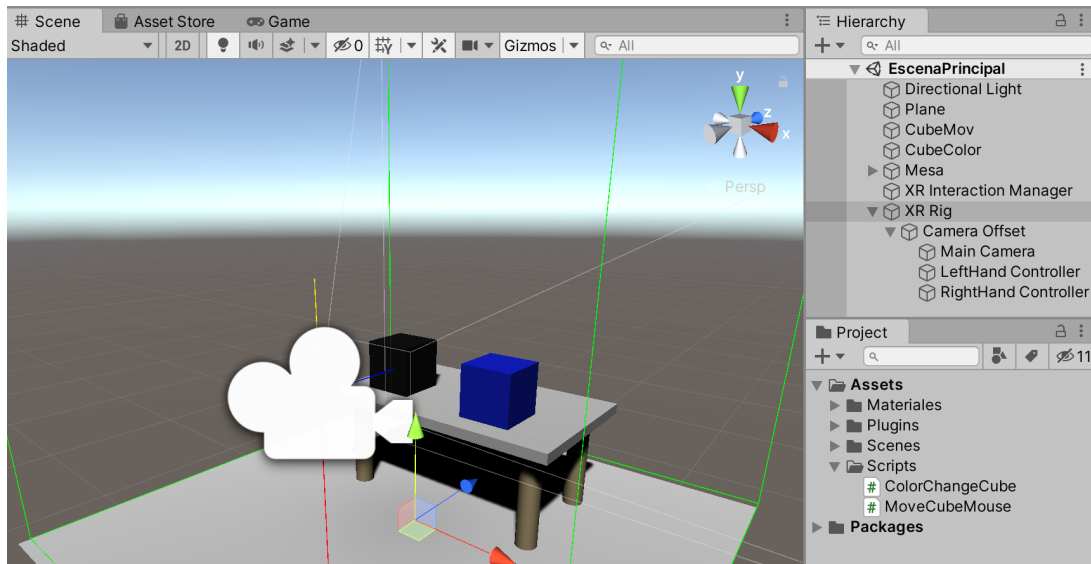 Scene Asset Store Game
Shaded 2D 0 Gizmos All
y
z
x
Persp
Hierarchy
All
EscenaPrincipal
Directional Light
Plane
CubeMov
CubeColor
Mesa
XR Interaction Manager
XR Rig
Camera Offset
Main Camera
LeftHand Controller
RightHand Controller
Project
11
Assets
Materiales
Plugins
Scenes
Scripts
# ColorChangeCube
# MoveCubeMouse
Packages